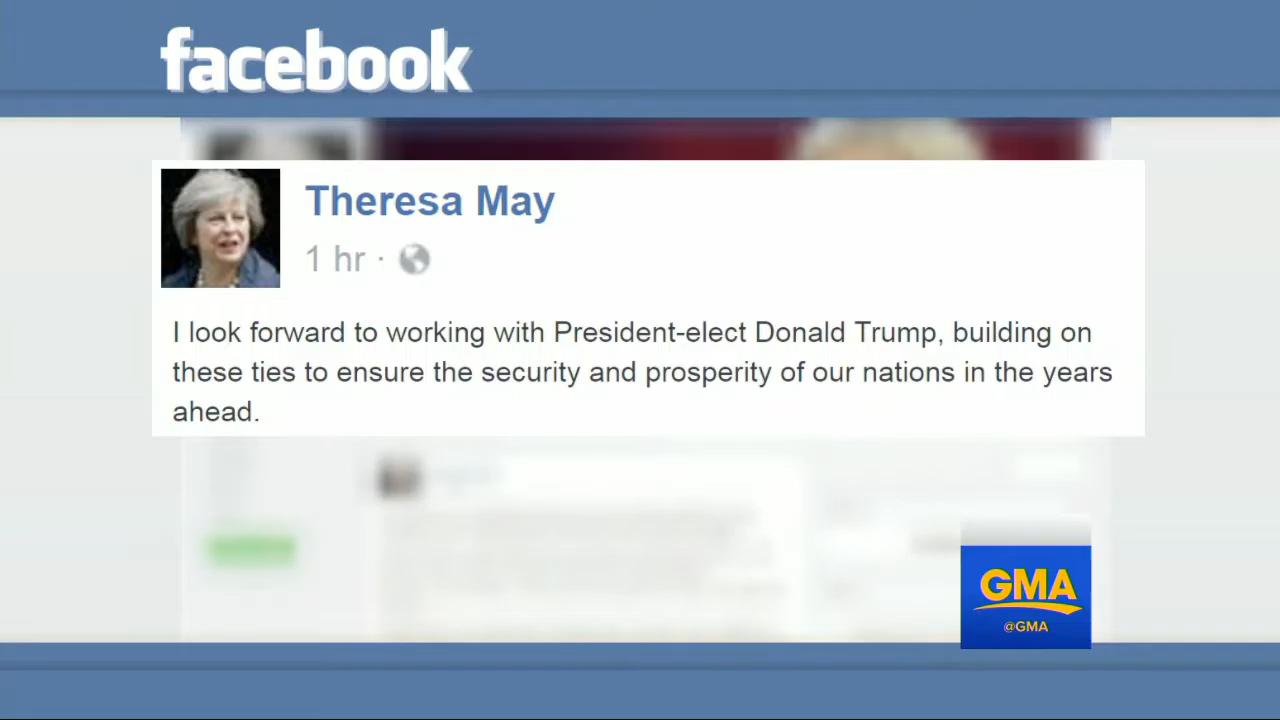 facebook
Theresa May
1 hr ·
I look forward to working with President-elect Donald Trump, building on
these ties to ensure the security and prosperity of our nations in the years
ahead.
GMA
@GMA